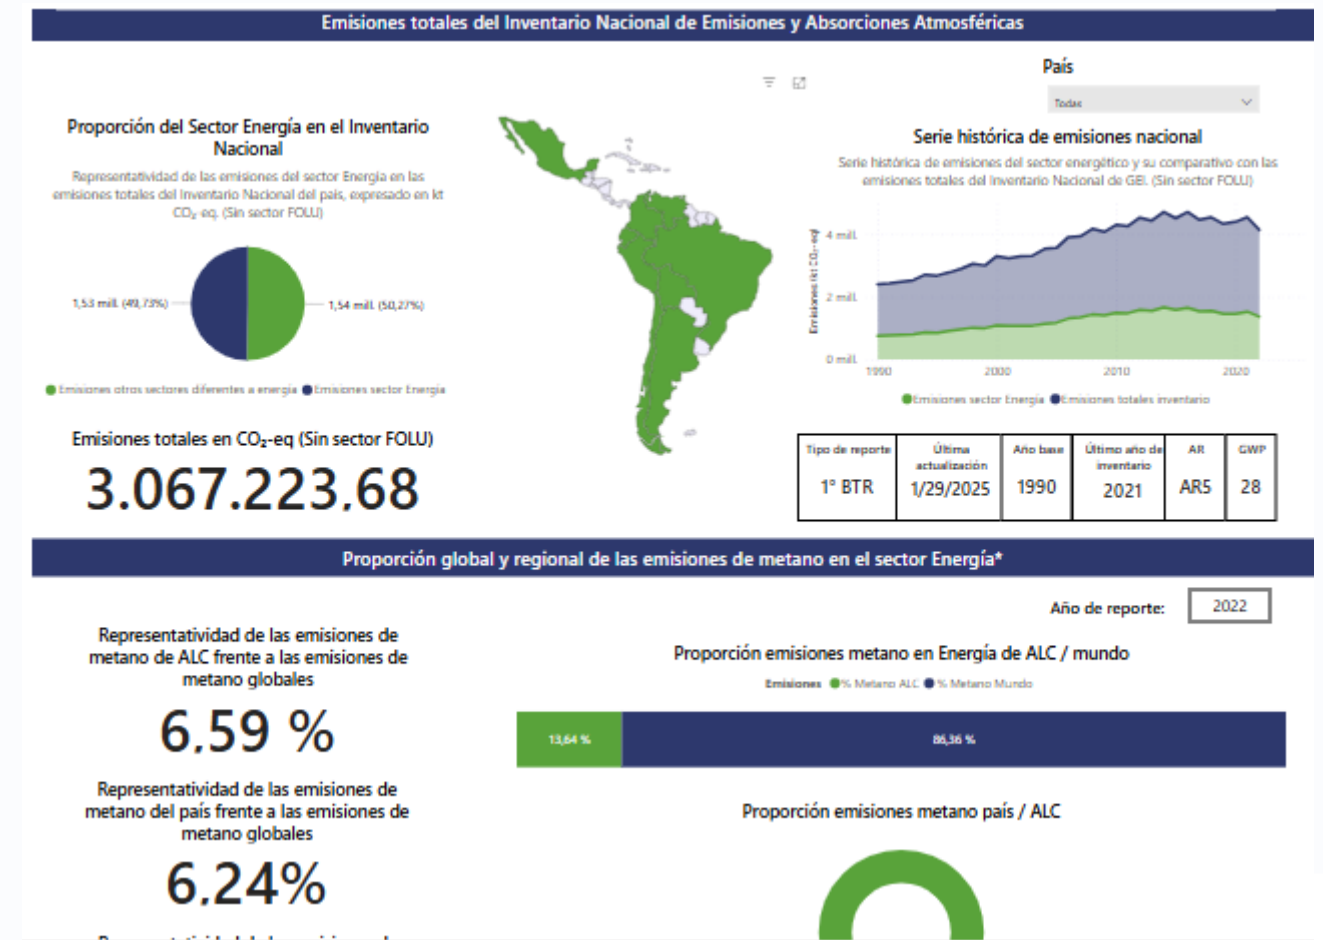 Emisiones totales del Inventario Nacional de Emisiones y Absorciones Atmosféricas
País
Todas
Proporción del Sector Energía en el Inventario
Nacional
Representatividad de las emisiones del sector Energía en las
emisiones totales del Inventario Nacional del país, expresado en kt
CO₂-eq. (Sin sector FOLU)
1,53 mill. (49,73%)
1,54 mill. (50,27%)
Emisiones otros sectores diferentes a energía
Emisiones sector Energía
Emisiones totales en CO₂-eq (Sin sector FOLU)
3.067.223,68
Serie histórica de emisiones nacional
Serie histórica de emisiones del sector energético y su comparativo con las
emisiones totales del Inventario Nacional de GEI. (Sin sector FOLU)
Emisiones (kt CO₂-eq)
4 mill.
2 mill.
0 mill.
1990 2000 2010 2020
Emisiones sector Energía
Emisiones totales inventario
Tipo de reporte
1° BTR
Última
actualización
1/29/2025
Año base
1990
Último año de
inventario
2021
AR
AR5
GWP
28
Proporción global y regional de las emisiones de metano en el sector Energía*
Año de reporte: 2022
Representatividad de las emisiones de
metano de ALC frente a las emisiones de
metano globales
6,59 %
Representatividad de las emisiones de
metano del país frente a las emisiones de
metano globales
6,24%
Proporción emisiones metano en Energía de ALC / mundo
Emisiones % Metano ALC % Metano Mundo
13,64 %
86,36 %
Proporción emisiones metano país / ALC